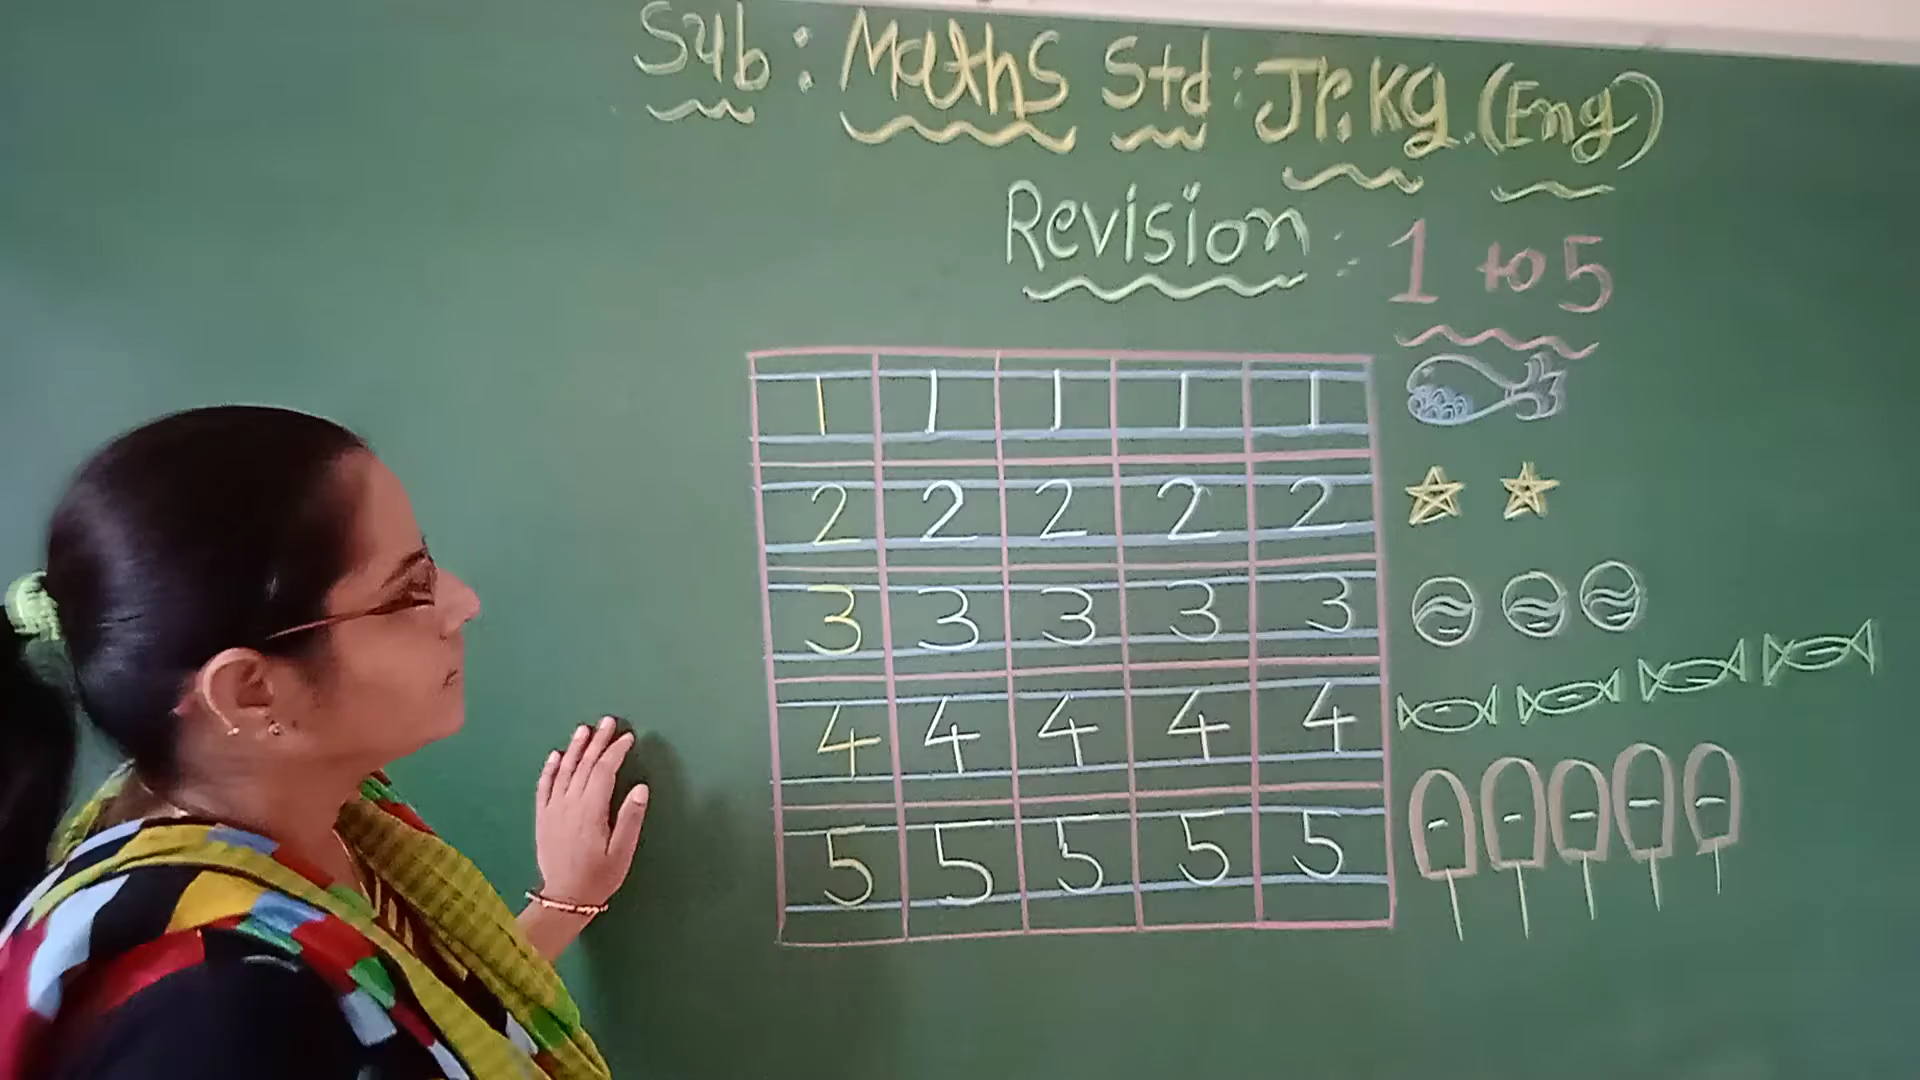 Sub: Maths Std: Jr. Kg. (Eng)
Revision: 1 to 5
1 1 1 1 1
2 2 2 2 2
3 3 3 3 3
4 4 4 4 4
5 5 5 5 5